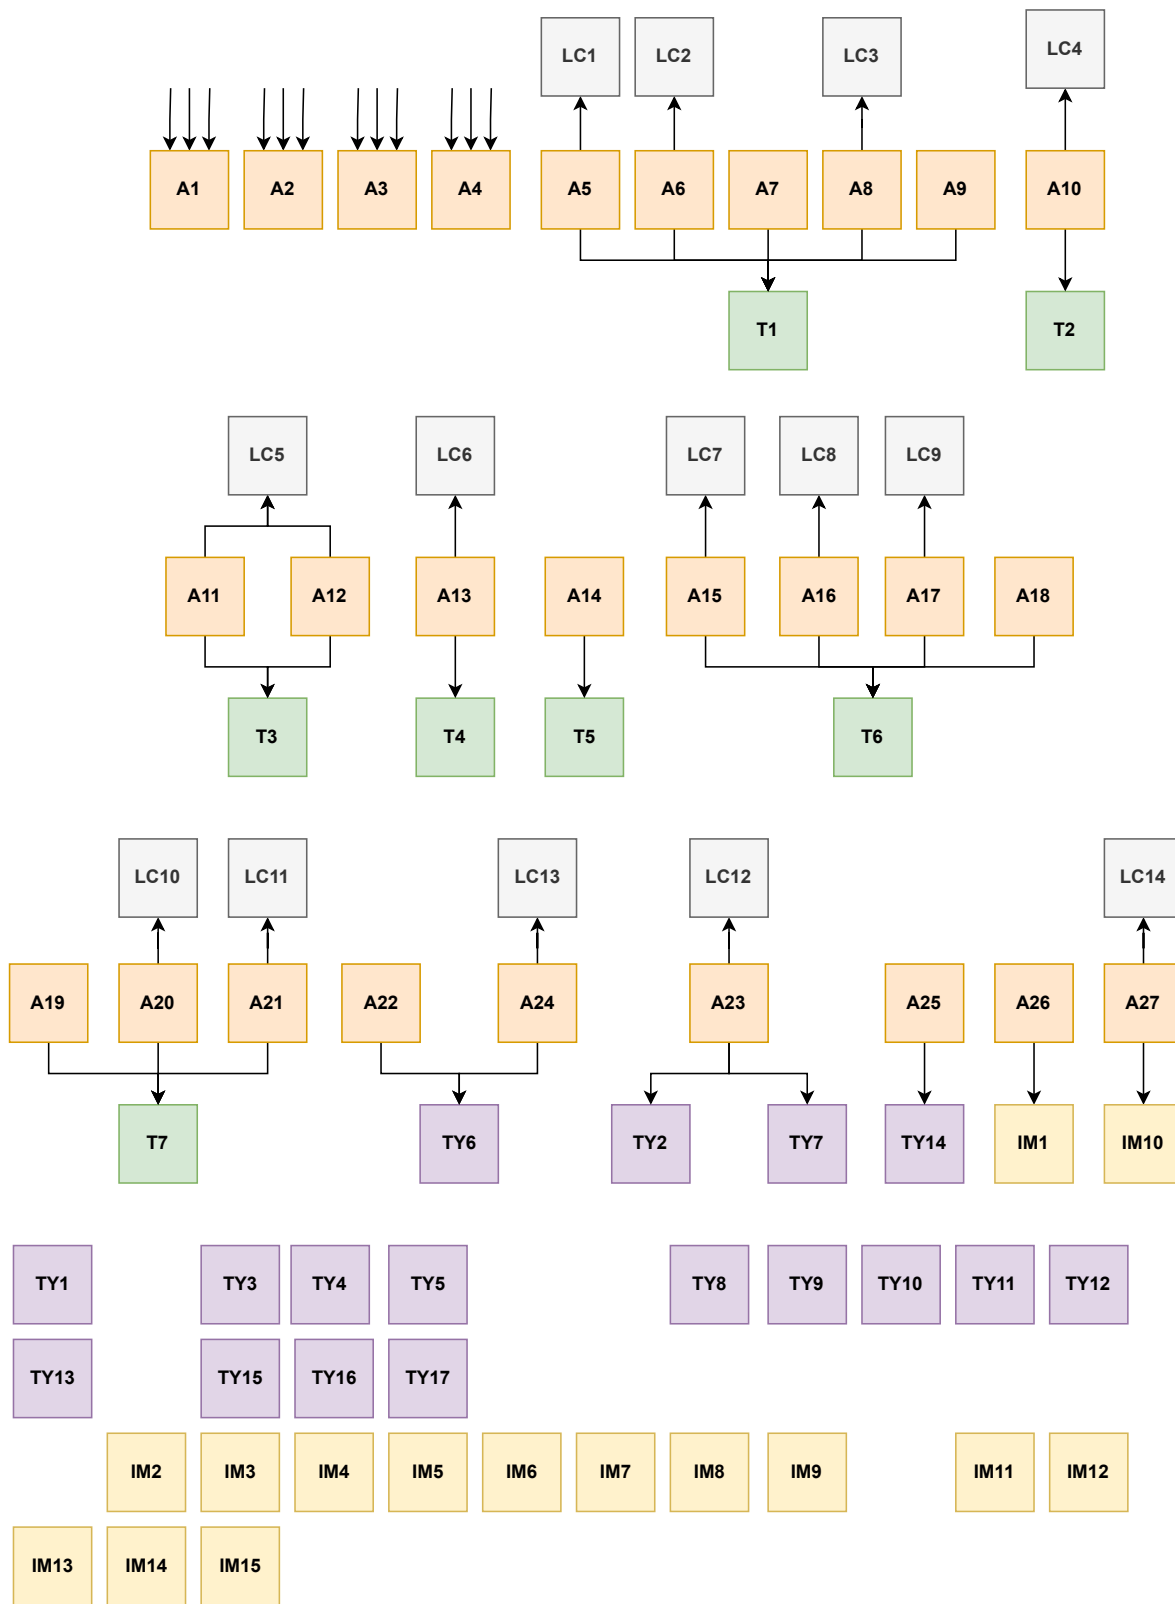 LC1 LC2 LC3 LC4
A1 A2 A3 A4 A5 A6 A7 A8 A9 A10
T1 T2
LC5 LC6 LC7 LC8 LC9
A11 A12 A13 A14 A15 A16 A17 A18
T3 T4 T5 T6
LC10 LC11 LC13 LC12 LC14
A19 A20 A21 A22 A24 A23 A25 A26 A27
T7 TY6 TY2 TY7 TY14 IM1 IM10
TY1 TY3 TY4 TY5 TY8 TY9 TY10 TY11 TY12
TY13 TY15 TY16 TY17
IM2 IM3 IM4 IM5 IM6 IM7 IM8 IM9 IM11 IM12
IM13 IM14 IM15